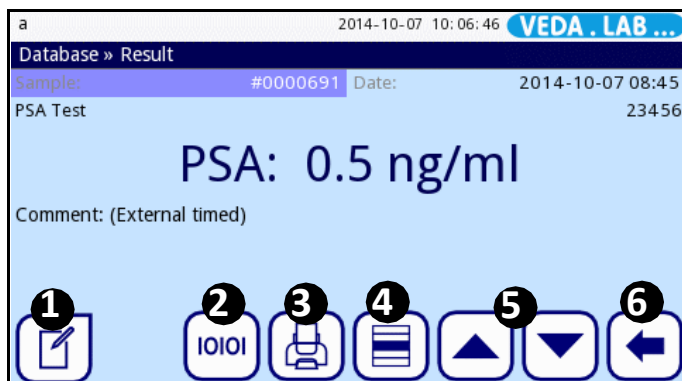 a 2014-10-07 10:06:46 VEDA.LAB ...
Database » Result
Sample: #0000691 Date: 2014-10-07 08:45
PSA Test 23456
PSA: 0.5 ng/ml
Comment: (External timed)
1 2 3 4 5 6
IOIOI